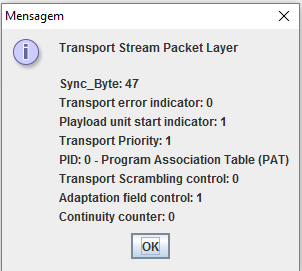 Mensagem
Transport Stream Packet Layer
Sync_Byte: 47
Transport error indicator: 0
Playload unit start indicator: 1
Transport Priority: 1
PID: 0 - Program Association Table (PAT)
Transport Scrambling control: 0
Adaptation field control: 1
Continuity counter: 0
OK